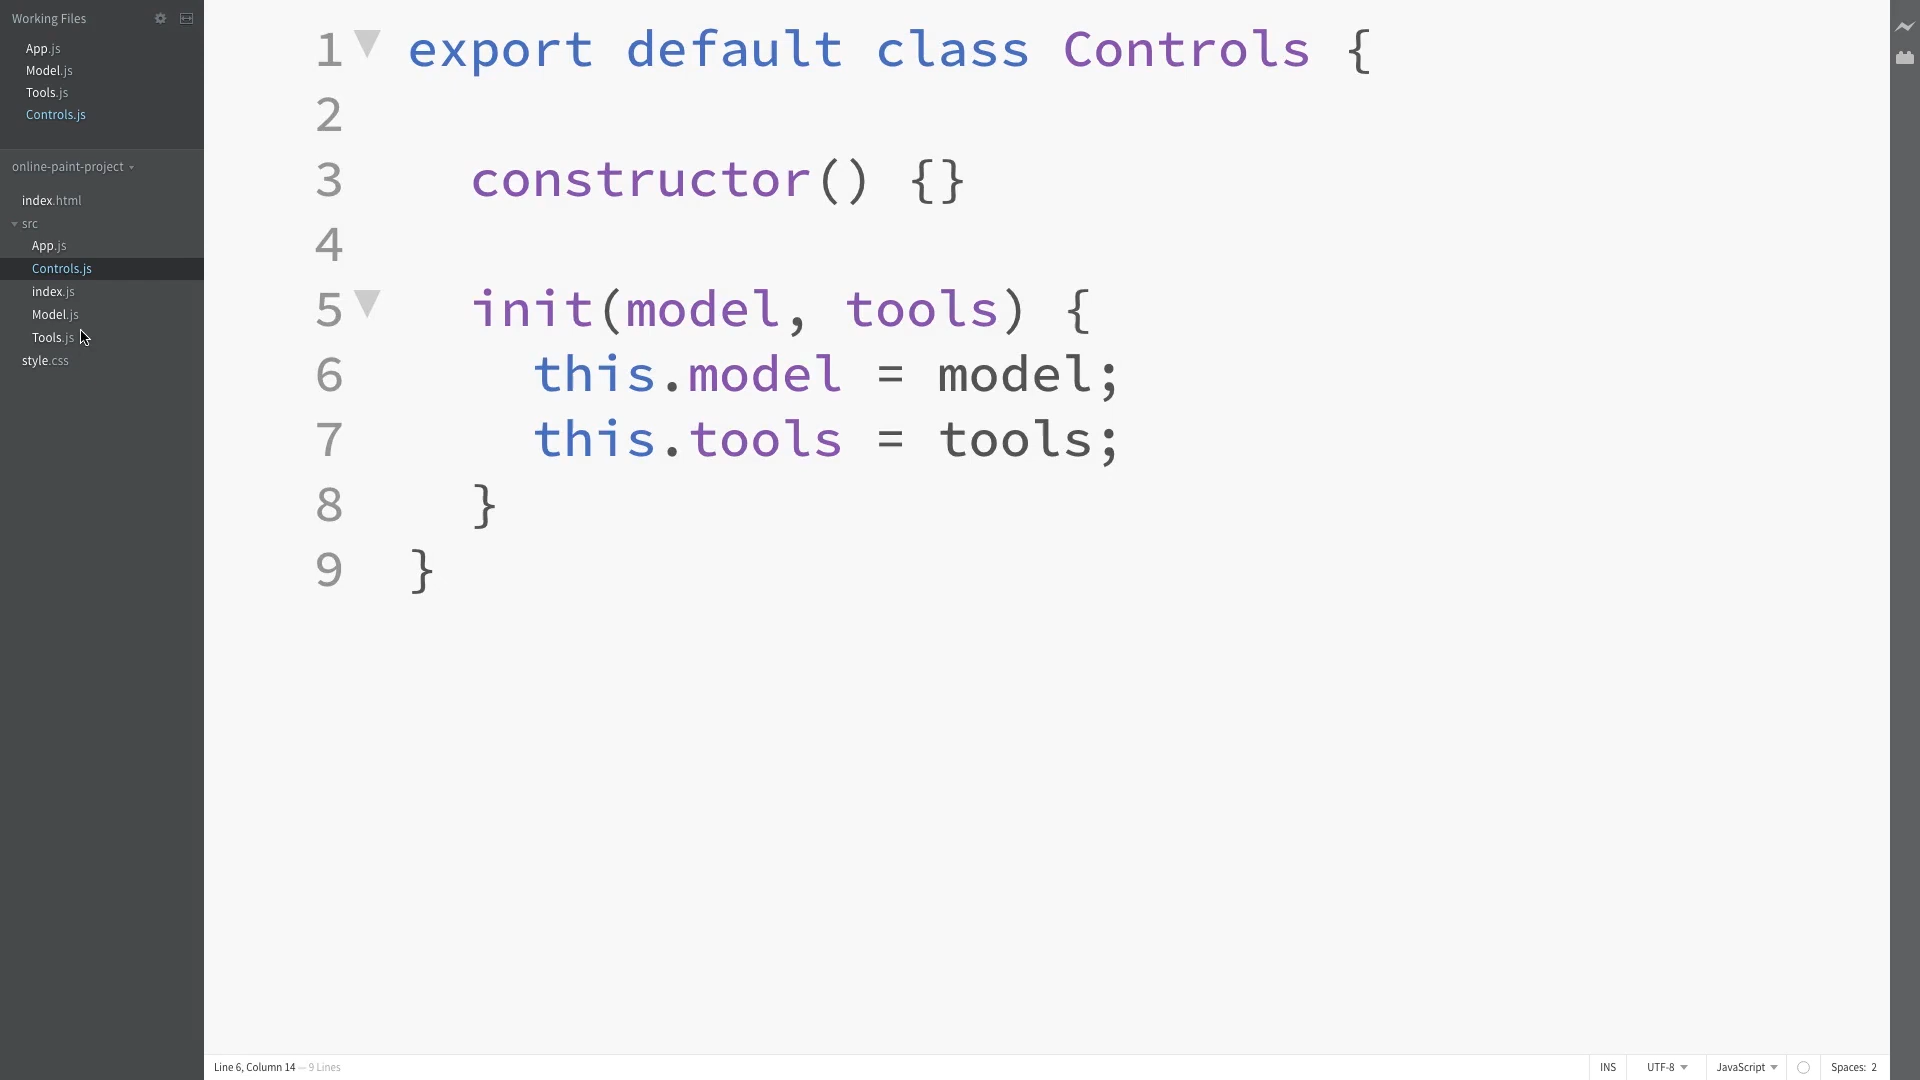 Working Files
App.js
Model.js
Tools.js
Controls.js
online-paint-project
index.html
src
App.js
Controls.js
index.js
Model.js
Tools.js
style.css
1 export default class Controls {
2
3 constructor() {}
4
5 init(model, tools) {
6 this.model = model;
7 this.tools = tools;
8 }
9 }
Line 6, Column 14 — 9 Lines
INS UTF-8 JavaScript Spaces: 2